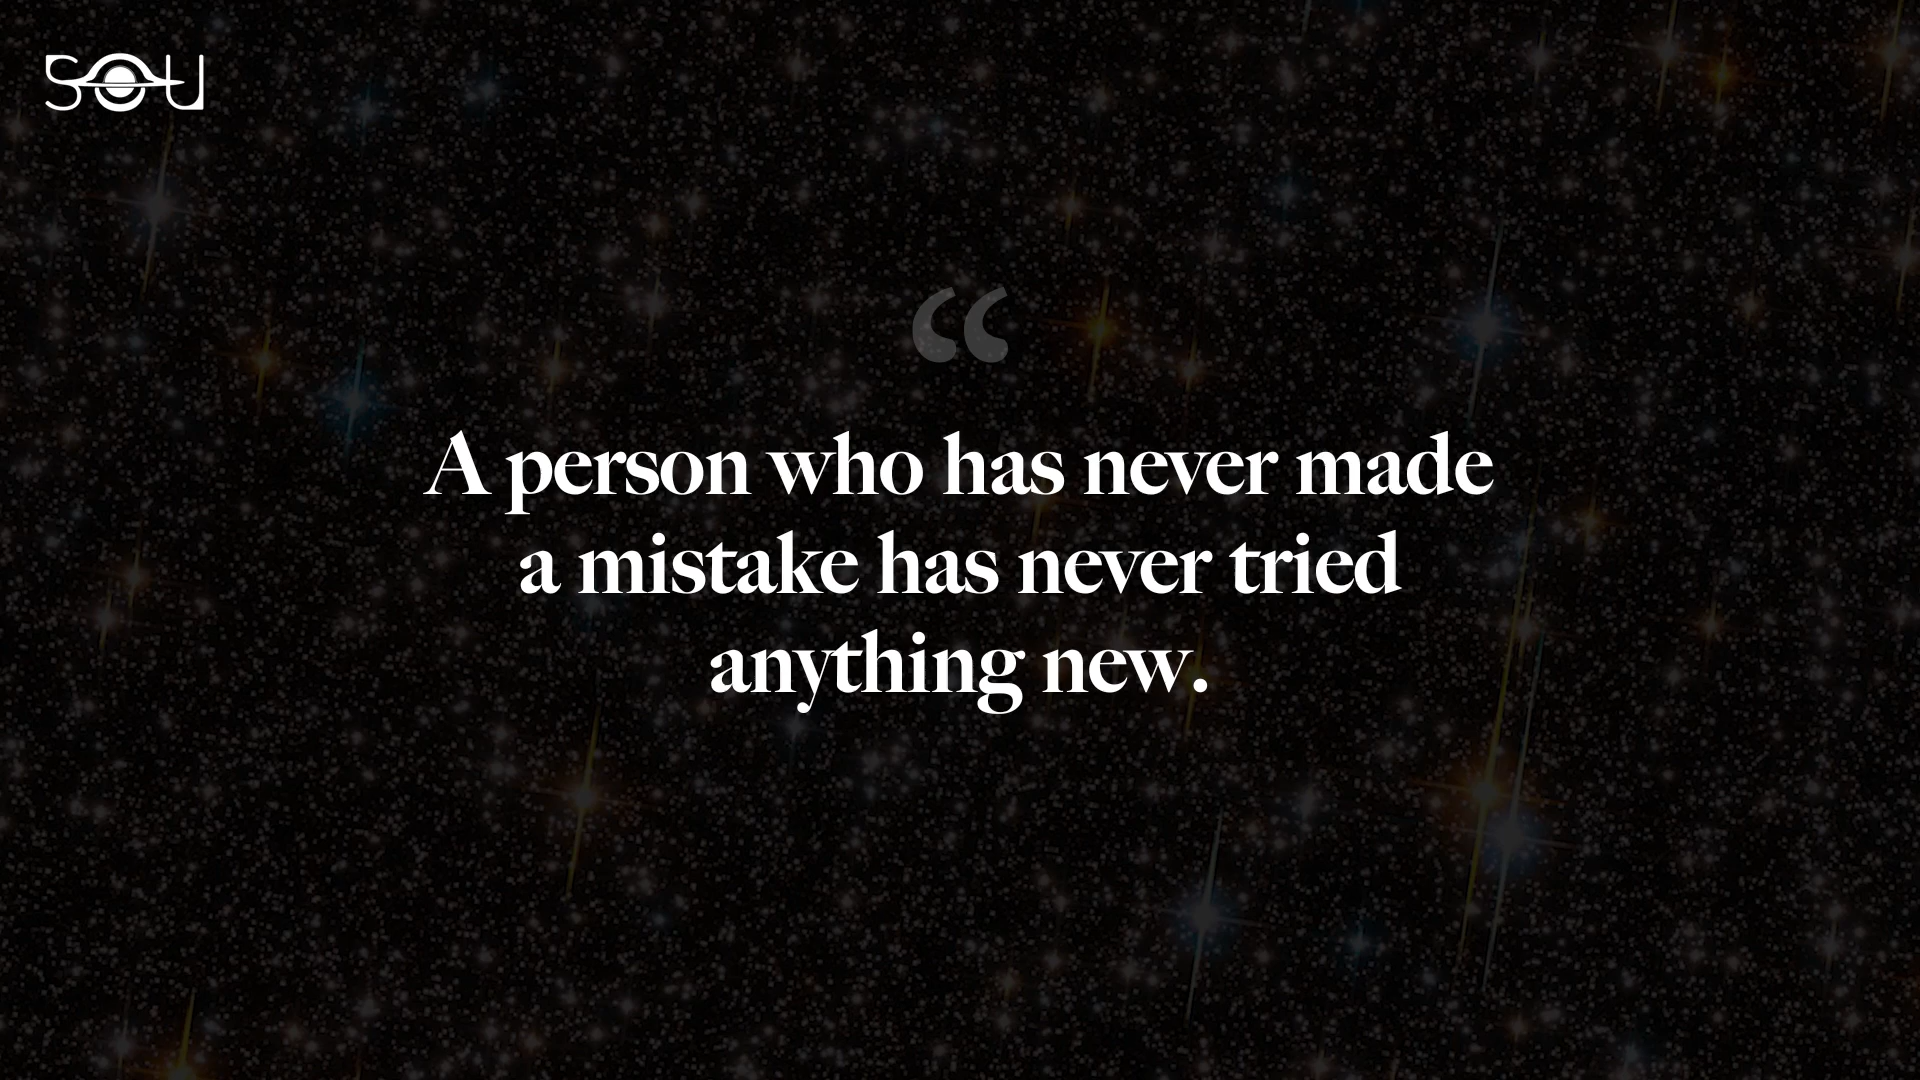 SOU
“
A person who has never made
a mistake has never tried
anything new.